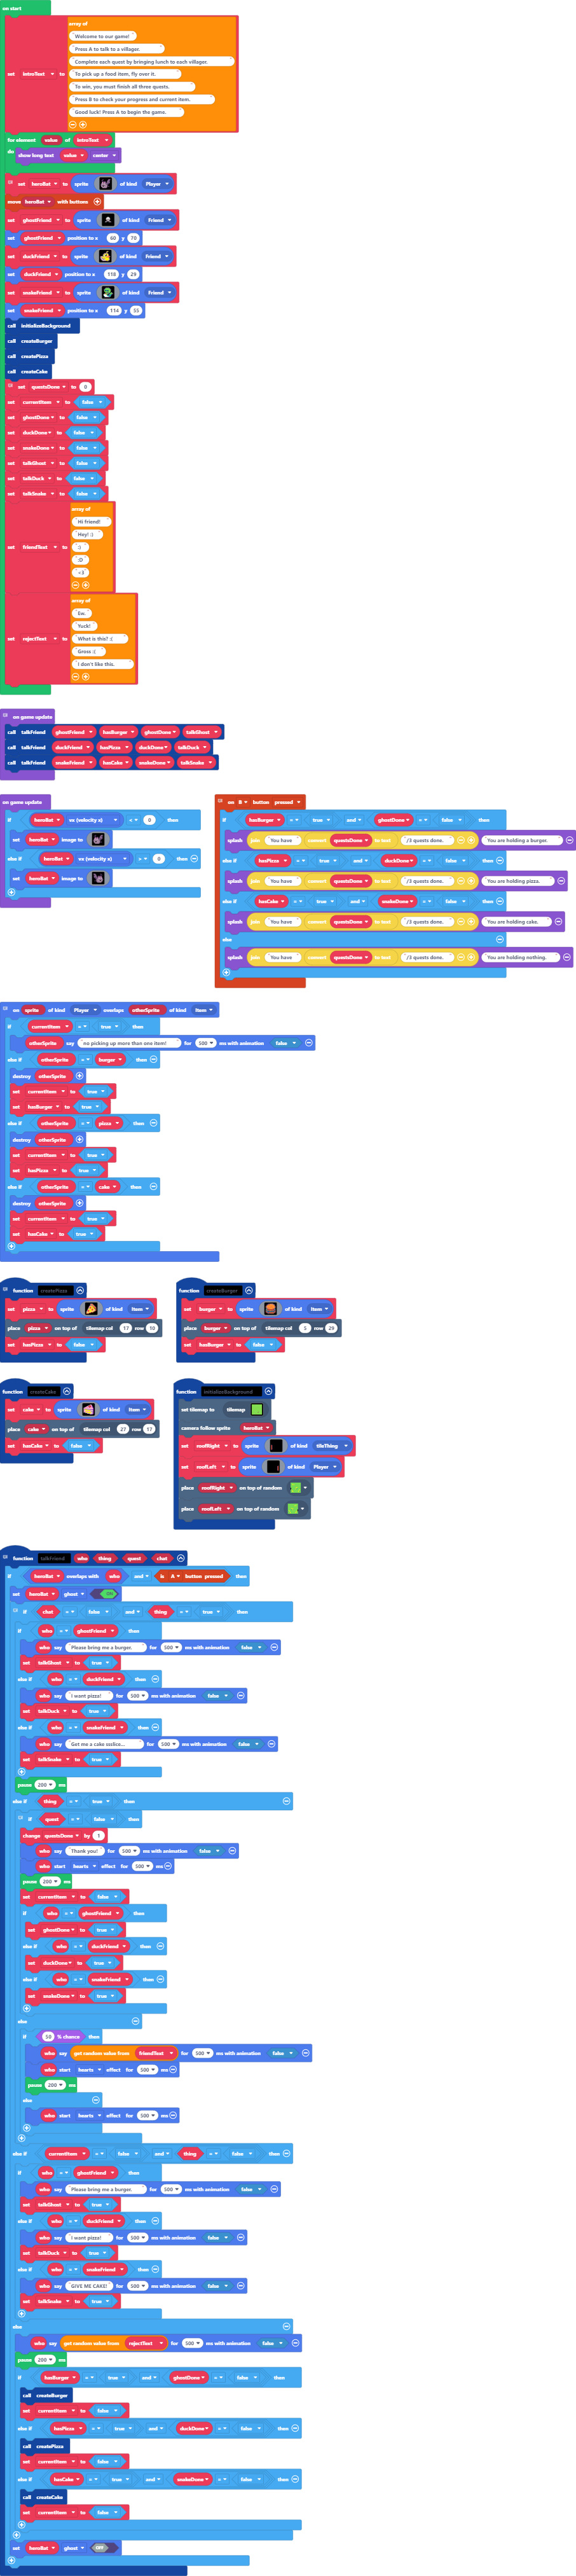 on start
array of
Welcome to our game!
Press A to talk to a villager.
Complete each quest by bringing lunch to each villager.
set introText to
To pick up a food item, fly over it.
To win, you must finish all three quests.
Press B to check your progress and current item.
Good luck! Press A to begin the game.
for element value of introText
do
show long text value center
set heroBat to sprite of kind Player
move heroBat with buttons
set ghostFriend to sprite of kind Friend
set ghostFriend position to x 60 y 70
set duckFriend to sprite of kind Friend
set duckFriend position to x 118 y 29
set snakeFriend to sprite of kind Friend
set snakeFriend position to x 114 y 55
call initializeBackground
call createBurger
call createPizza
call createCake
set questsDone to 0
set currentItem to false
set ghostDone to false
set duckDone to false
set snakeDone to false
set talkGhost to false
set talkDuck to false
set talkSnake to false
array of
Hi friend!
Hey! :)
set friendText to
:)
:D
<3
array of
Ew.
Yuck!
set rejectText to
What is this? :(
Gross :(
I don't like this.
on game update
call talkFriend ghostFriend hasBurger ghostDone talkGhost
call talkFriend duckFriend hasPizza duckDone talkDuck
call talkFriend snakeFriend hasCake snakeDone talkSnake
on game update
if heroBat vx (velocity x) < 0 then
set heroBat image to
else if heroBat vx (velocity x) > 0 then
set heroBat image to
on B button pressed
if hasBurger = true and ghostDone = false then
splash join You have convert questsDone to text /3 quests done. You are holding a burger.
else if hasPizza = true and duckDone = false then
splash join You have convert questsDone to text /3 quests done. You are holding pizza.
else if hasCake = true and snakeDone = false then
splash join You have convert questsDone to text /3 quests done. You are holding cake.
else
splash join You have convert questsDone to text /3 quests done. You are holding nothing.
on sprite of kind Player overlaps otherSprite of kind Item
if currentItem = true then
otherSprite say no picking up more than one item! for 500 ms with animation false
else if otherSprite = burger then
destroy otherSprite
set currentItem to true
set hasBurger to true
else if otherSprite = pizza then
destroy otherSprite
set currentItem to true
set hasPizza to true
else if otherSprite = cake then
destroy otherSprite
set currentItem to true
set hasCake to true
function createPizza
set pizza to sprite of kind Item
place pizza on top of tilemap col 17 row 10
set hasPizza to false
function createBurger
set burger to sprite of kind Item
place burger on top of tilemap col 5 row 29
set hasBurger to false
function createCake
set cake to sprite of kind Item
place cake on top of tilemap col 27 row 17
set hasCake to false
function initializeBackground
set tilemap to tilemap
camera follow sprite heroBat
set roofRight to sprite of kind tileThing
set roofLeft to sprite of kind Player
place roofRight on top of random
place roofLeft on top of random
function talkFriend who thing quest chat
if heroBat overlaps with who and is A button pressed then
set heroBat ghost ON
if chat = false and thing = true then
if who = ghostFriend then
who say Please bring me a burger. for 500 ms with animation false
set talkGhost to true
else if who = duckFriend then
who say I want pizza! for 500 ms with animation false
set talkDuck to true
else if who = snakeFriend then
who say Get me a cake ssslice... for 500 ms with animation false
set talkSnake to true
pause 200 ms
else if thing = true then
if quest = false then
change questsDone by 1
who say Thank you! for 500 ms with animation false
who start hearts effect for 500 ms
pause 200 ms
set currentItem to false
if who = ghostFriend then
set ghostDone to true
else if who = duckFriend then
set duckDone to true
else if who = snakeFriend then
set snakeDone to true
else
if 50 % chance then
who say get random value from friendText for 500 ms with animation false
who start hearts effect for 500 ms
pause 200 ms
else
who start hearts effect for 500 ms
else if currentItem = false and thing = false then
if who = ghostFriend then
who say Please bring me a burger. for 500 ms with animation false
set talkGhost to true
else if who = duckFriend then
who say I want pizza! for 500 ms with animation false
set talkDuck to true
else if who = snakeFriend then
who say GIVE ME CAKE! for 500 ms with animation false
set talkSnake to true
else
who say get random value from rejectText for 500 ms with animation false
pause 200 ms
if hasBurger = true and ghostDone = false then
call createBurger
set currentItem to false
else if hasPizza = true and duckDone = false then
call createPizza
set currentItem to false
else if hasCake = true and snakeDone = false then
call createCake
set currentItem to false
set heroBat ghost OFF